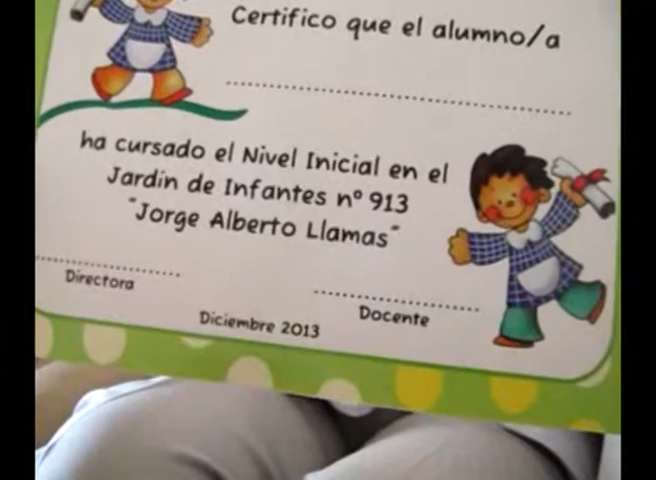 Certifico que el alumno/a
ha cursado el Nivel Inicial en el
Jardín de Infantes nº 913
"Jorge Alberto Llamas"
Directora
Docente
Diciembre 2013